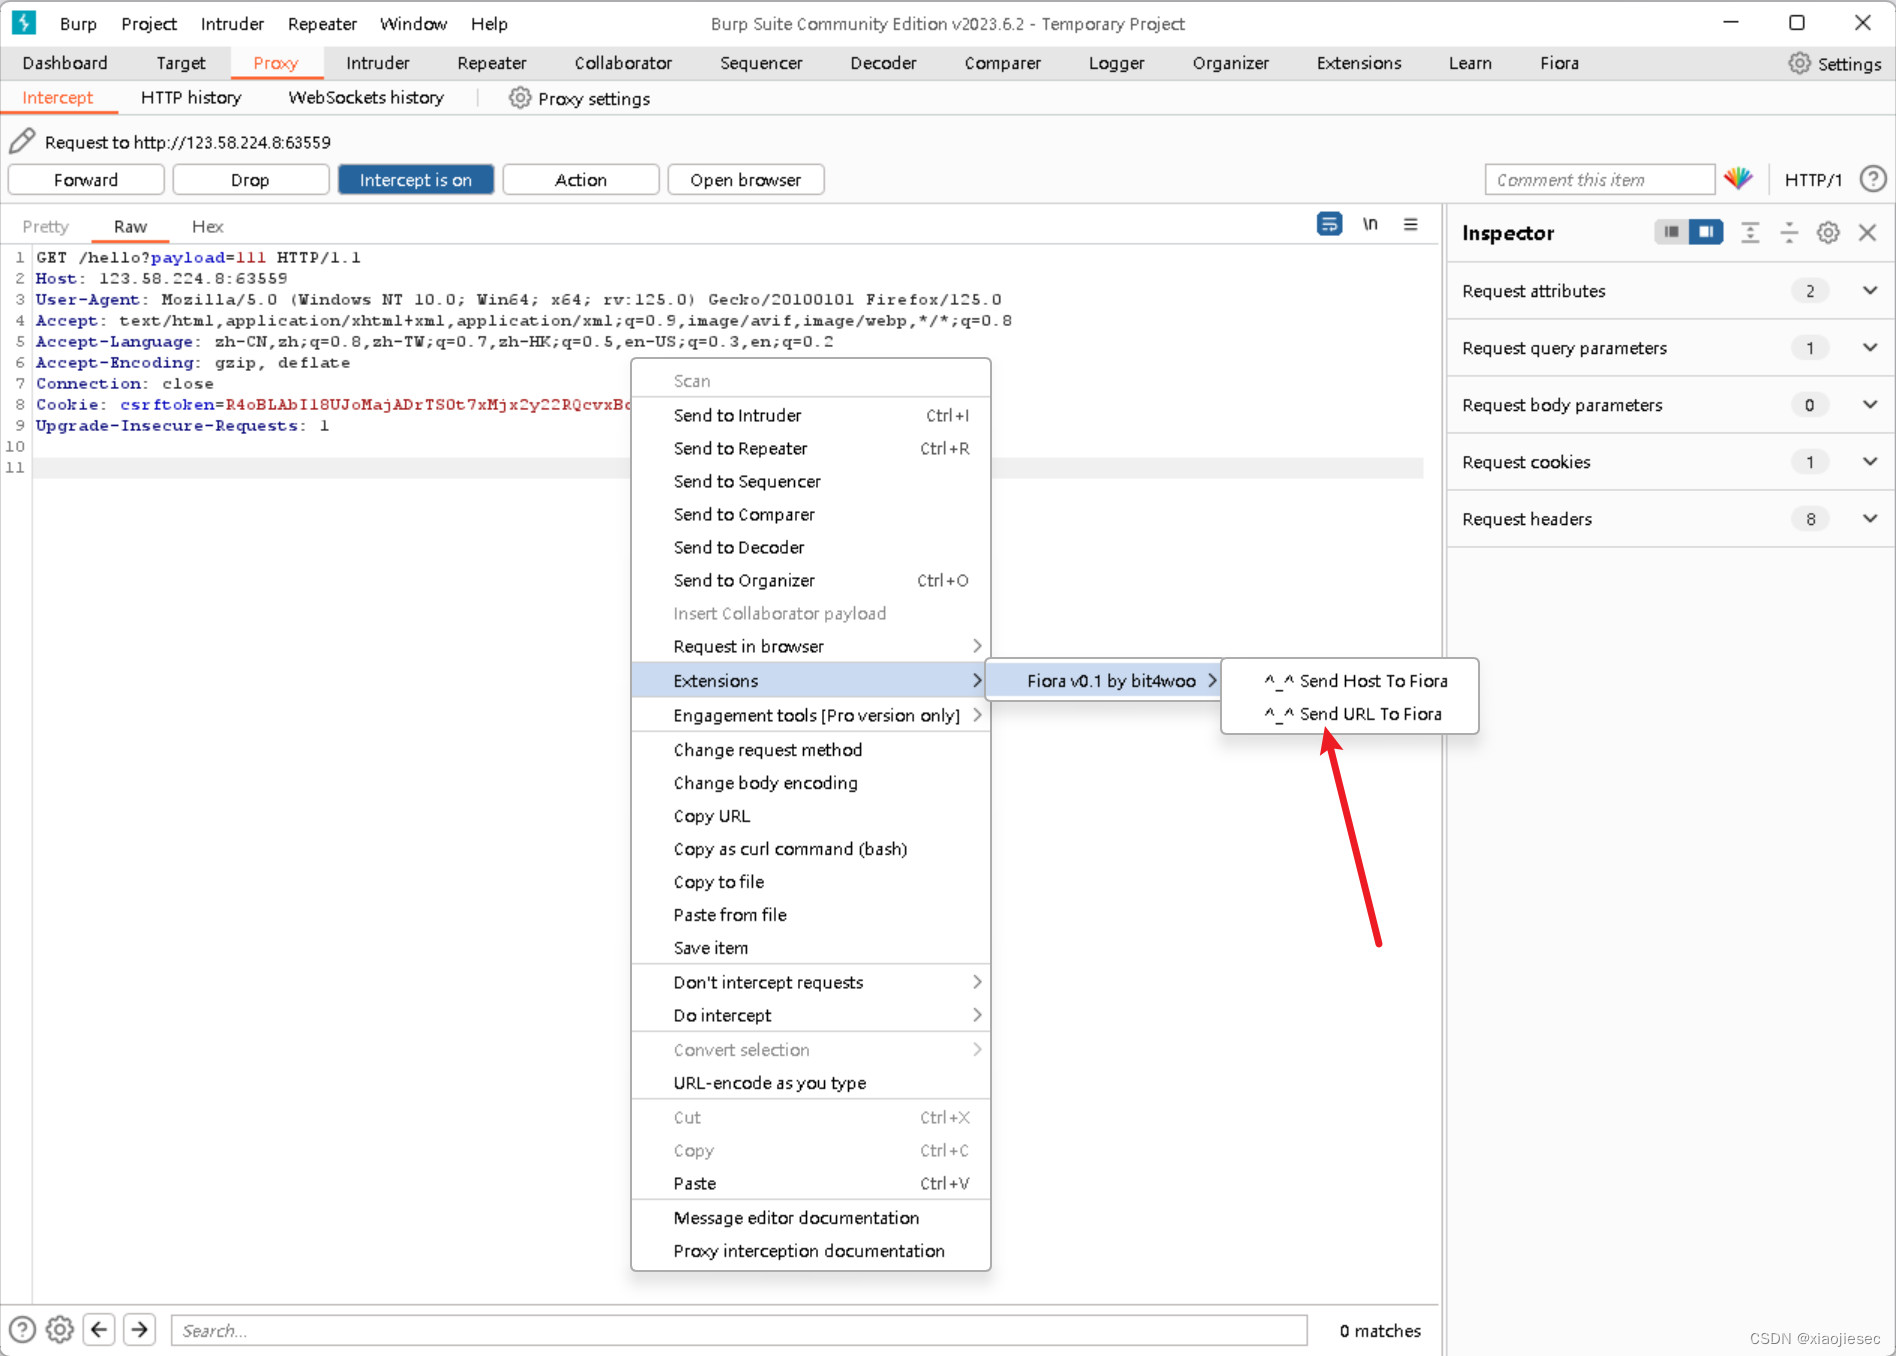 Burp Project Intruder Repeater Window Help Burp Suite Community Edition v2023.6.2 - Temporary Project
Dashboard Target Proxy Intruder Repeater Collaborator Sequencer Decoder Comparer Logger Organizer Extensions Learn Fiora Settings
Intercept HTTP history WebSockets history Proxy settings
Request to http://123.58.224.8:63559
Forward Drop Intercept is on Action Open browser Comment this item HTTP/1
Pretty Raw Hex \n
Inspector
1 GET /hello?payload=111 HTTP/1.1
2 Host: 123.58.224.8:63559
3 User-Agent: Mozilla/5.0 (Windows NT 10.0; Win64; x64; rv:125.0) Gecko/20100101 Firefox/125.0
4 Accept: text/html,application/xhtml+xml,application/xml;q=0.9,image/avif,image/webp,*/*;q=0.8
5 Accept-Language: zh-CN,zh;q=0.8,zh-TW;q=0.7,zh-HK;q=0.5,en-US;q=0.3,en;q=0.2
6 Accept-Encoding: gzip, deflate
7 Connection: close
8 Cookie: csrftoken=
9 Upgrade-Insecure-Requests: 1
10
11
Scan
Send to Intruder Ctrl+I
Send to Repeater Ctrl+R
Send to Sequencer
Send to Comparer
Send to Decoder
Send to Organizer Ctrl+O
Insert Collaborator payload
Request in browser
Extensions
Engagement tools [Pro version only]
Change request method
Change body encoding
Copy URL
Copy as curl command (bash)
Copy to file
Paste from file
Save item
Don't intercept requests
Do intercept
Convert selection
URL-encode as you type
Cut Ctrl+X
Copy Ctrl+C
Paste Ctrl+V
Message editor documentation
Proxy interception documentation
Fiora v0.1 by bit4woo
^_^ Send Host To Fiora
^_^ Send URL To Fiora
Request attributes 2
Request query parameters 1
Request body parameters 0
Request cookies 1
Request headers 8
Search... 0 matches
CSDN @xiaojiesec